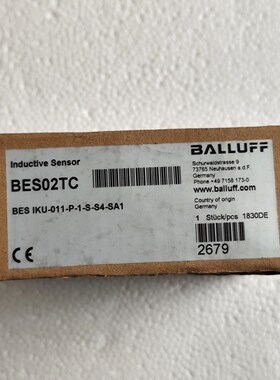 Inductive Sensor
BES02TC
BES IKU-011-P-1-S-S4-SA1
BALLUFF
Schurwaldstrasse 9
73765 Neuhausen a.d.F.
Germany
Phone +49 7158 173-0
www.balluff.com
Country of origin
Germany
1 Stück/pcs 1830DE
2679